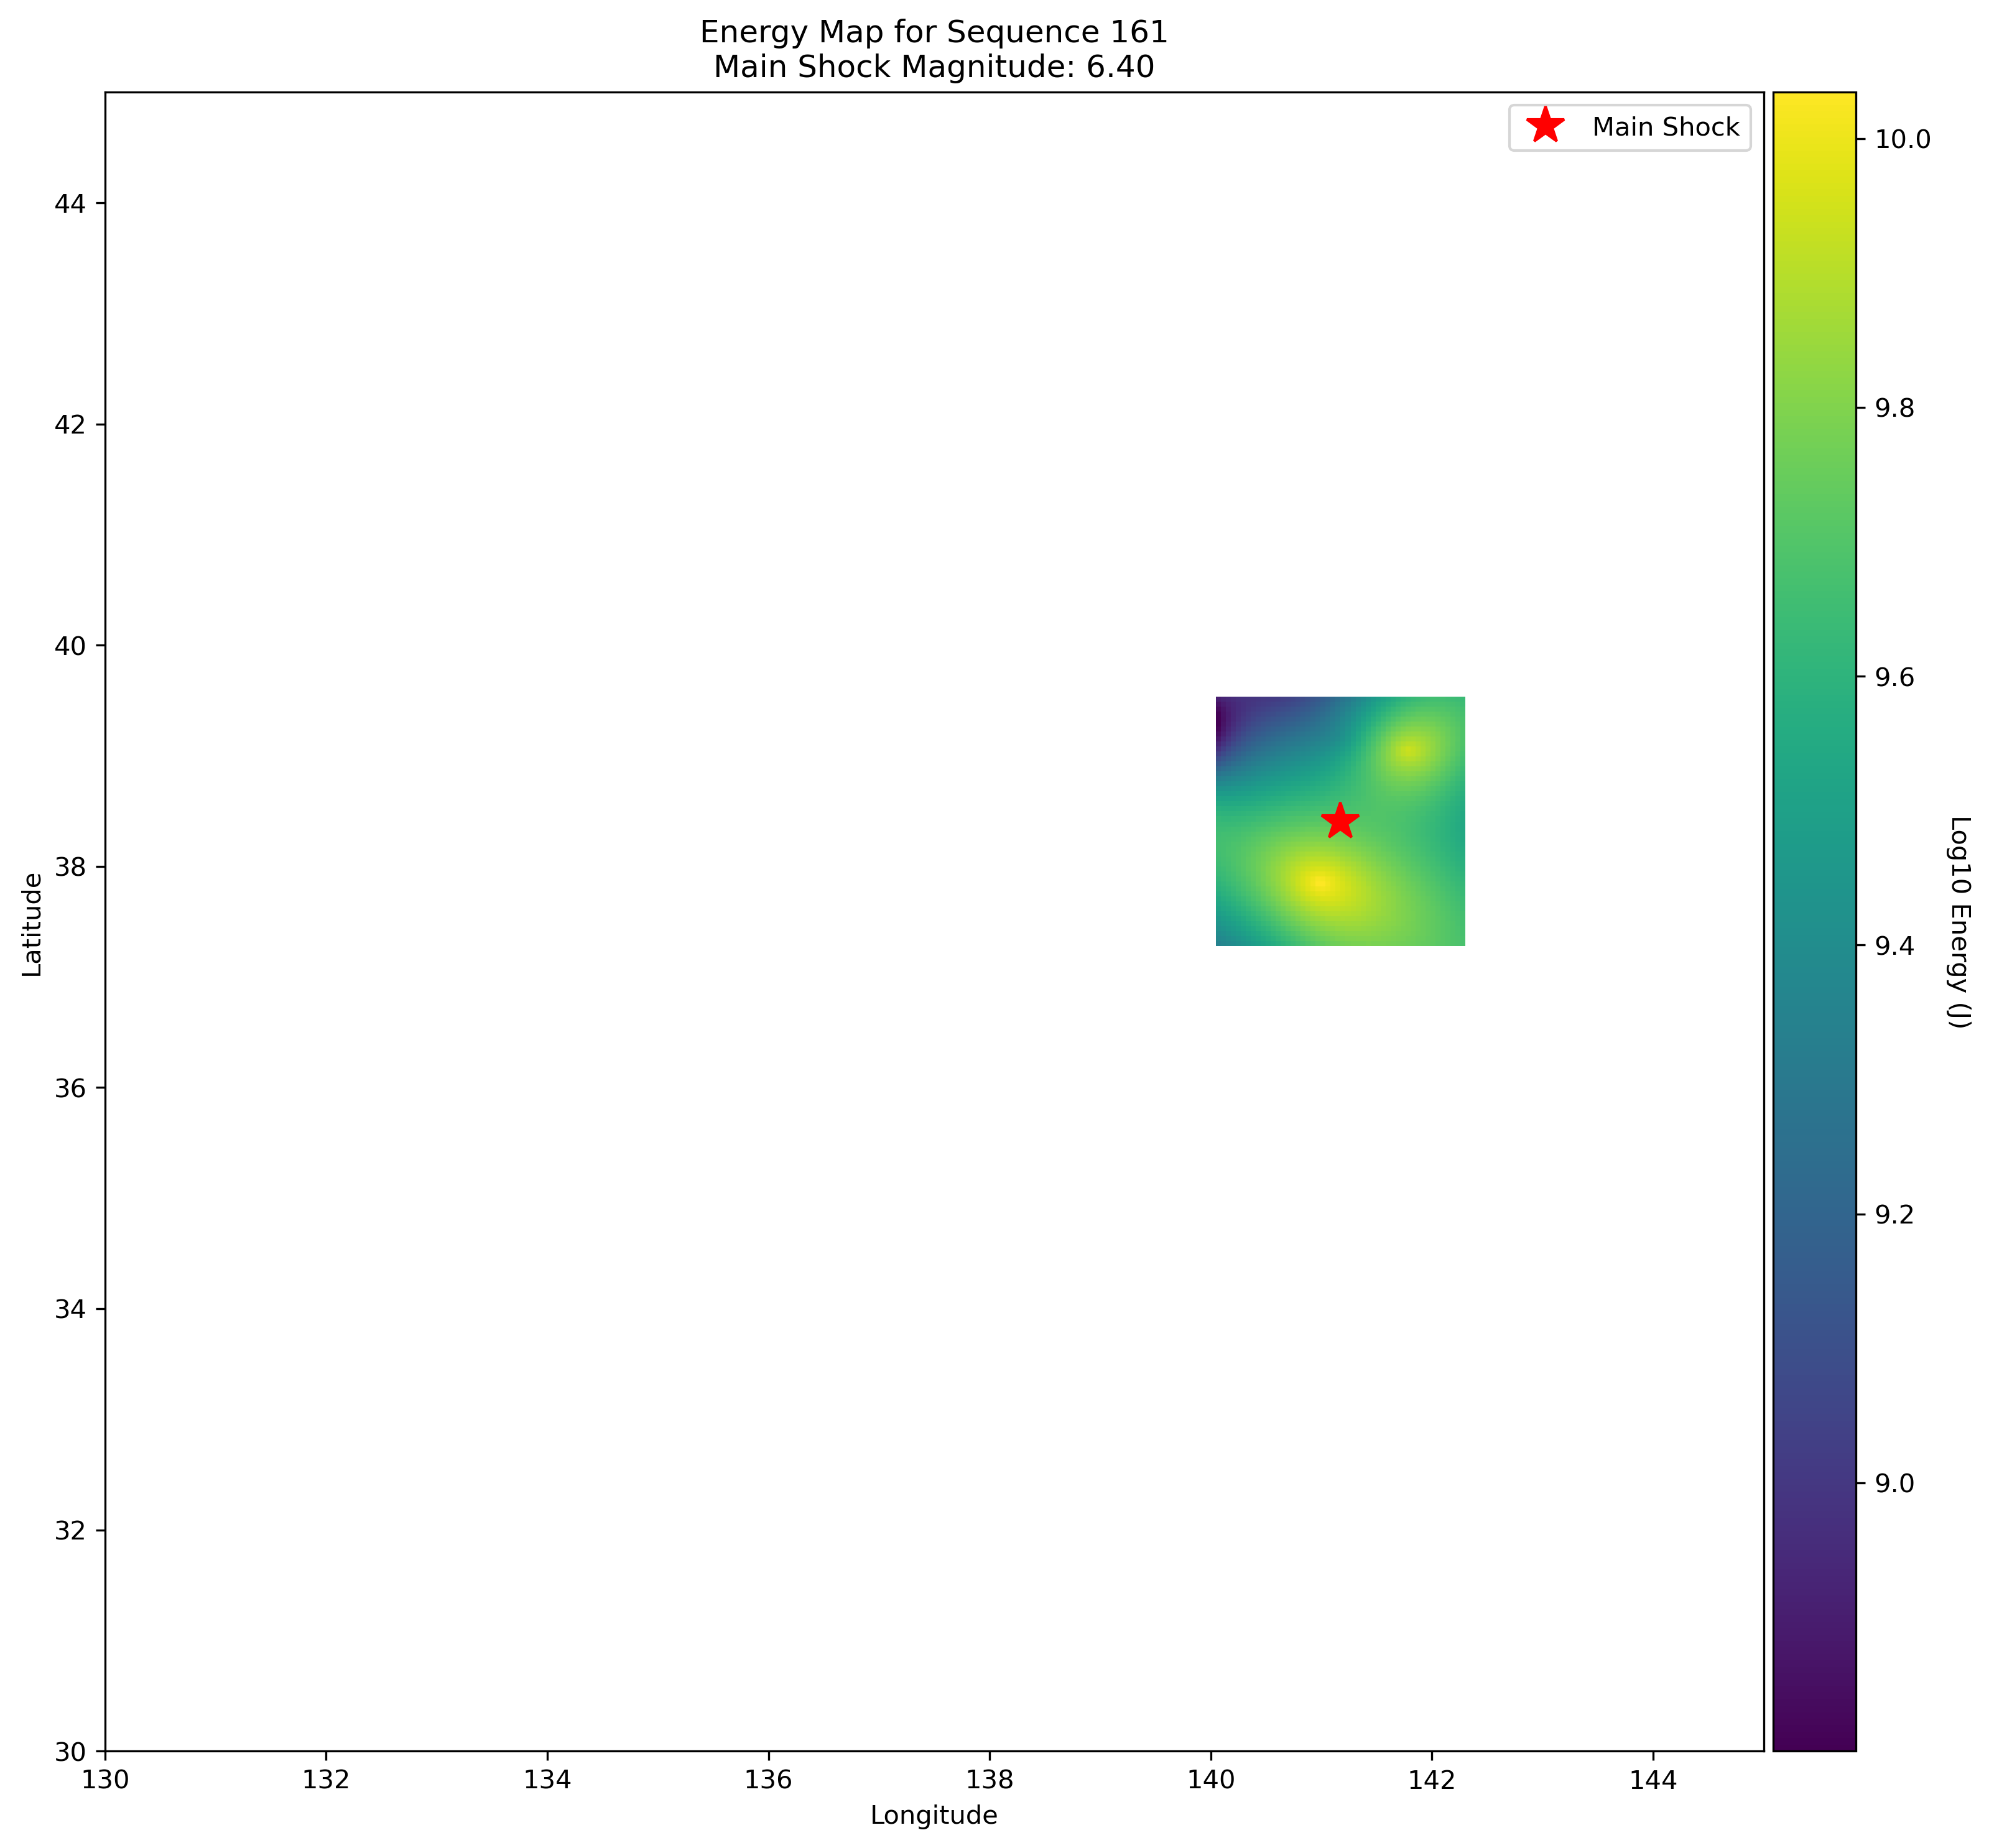 Energy Map for Sequence 161
Main Shock Magnitude: 6.40
Main Shock
44
42
40
38
36
34
32
30
Latitude
130 132 134 136 138 140 142 144
Longitude
10.0
9.8
9.6
9.4
9.2
9.0
Log10 Energy (J)